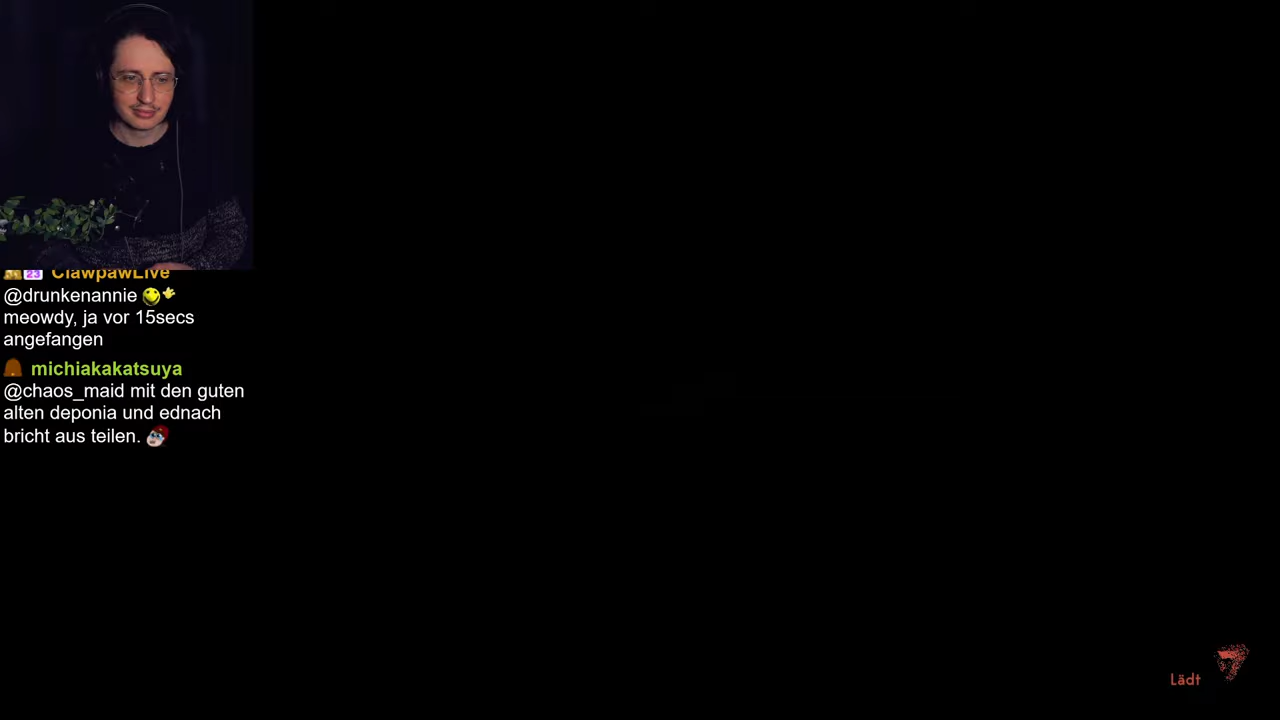 23 ClawpawLive
@drunkenannie
meowdy, ja vor 15secs
angefangen
michiakakatsuya
@chaos_maid mit den guten
alten deponia und ednach
bricht aus teilen.
Lädt